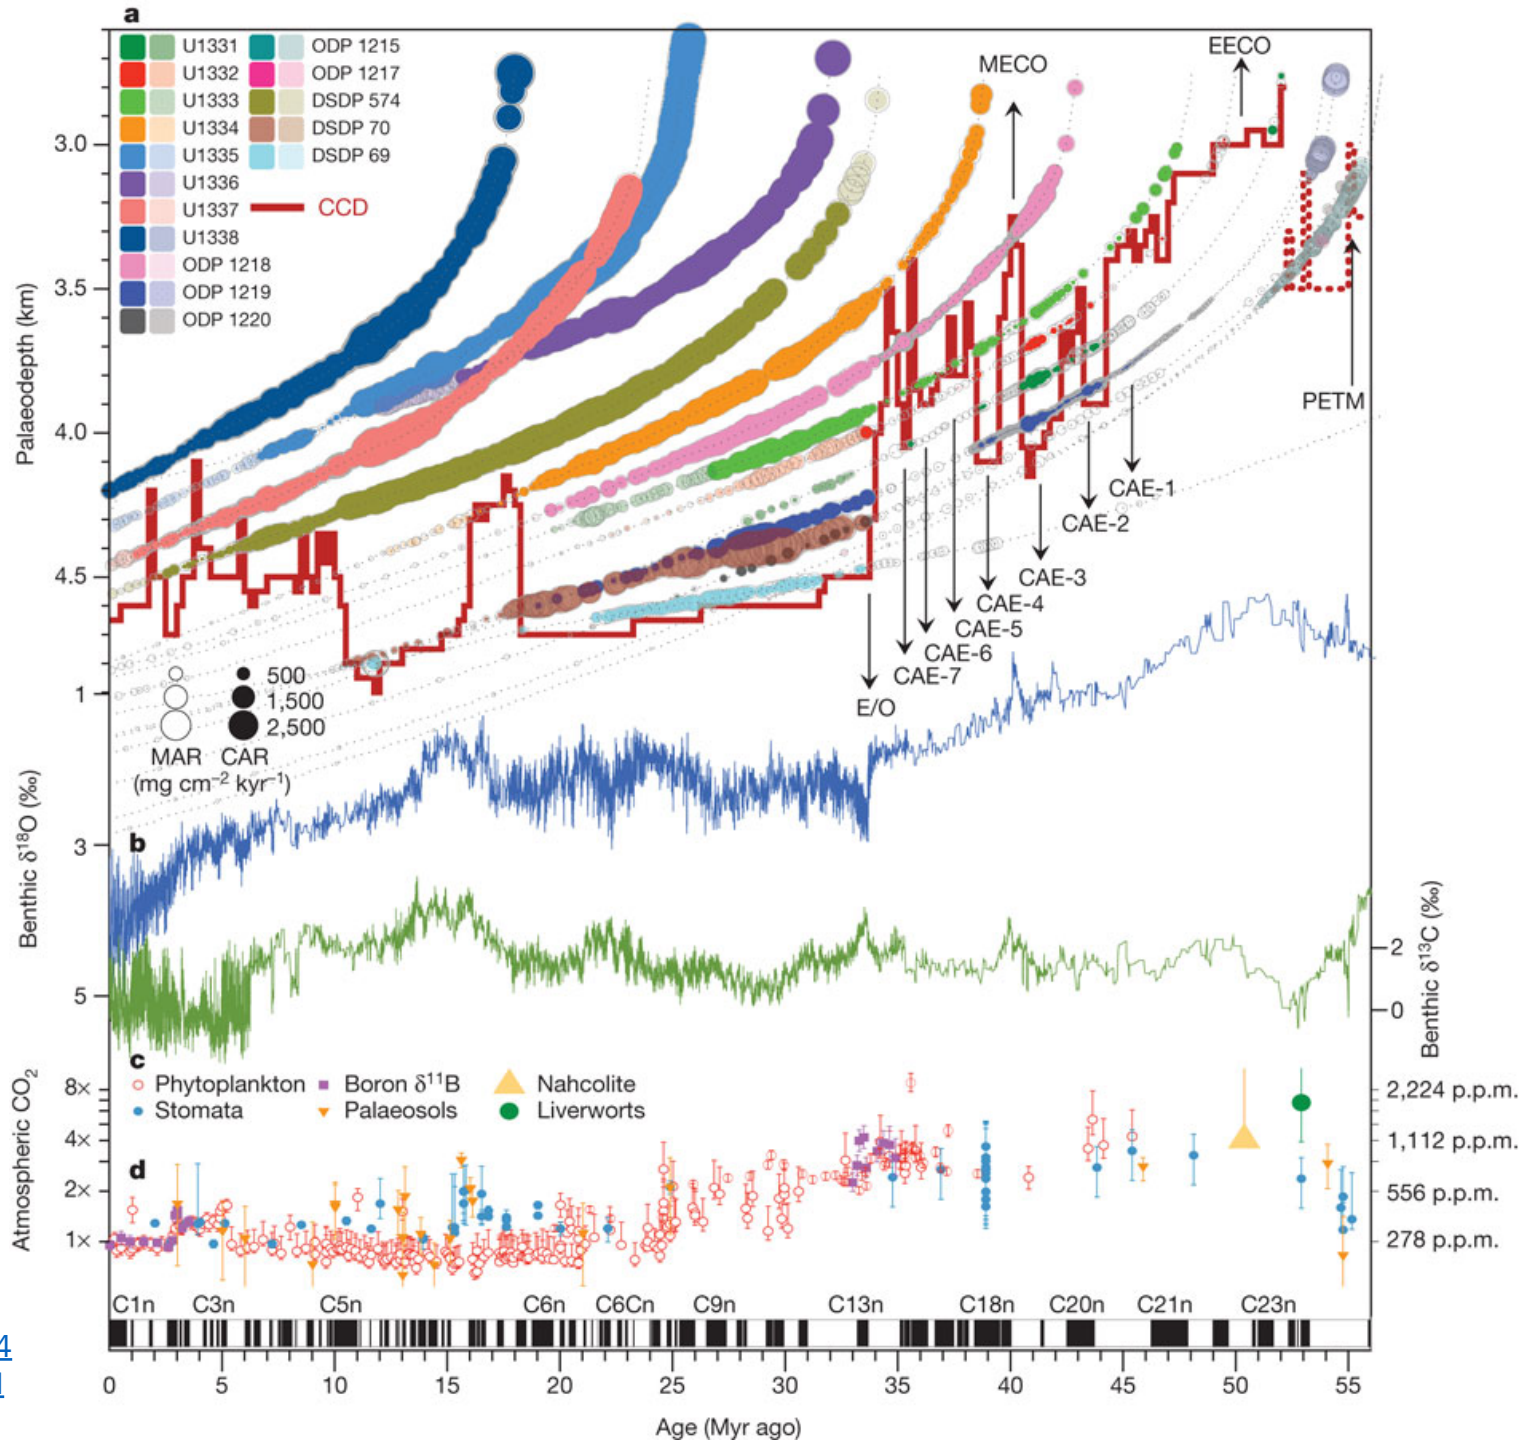 a
U1331
U1332
U1333
U1334
U1335
U1336
U1337
U1338
ODP 1218
ODP 1219
ODP 1220
ODP 1215
ODP 1217
DSDP 574
DSDP 70
DSDP 69
CCD
MECO
EECO
PETM
Palaeodepth (km)
3.0
3.5
4.0
4.5
CAE-1
CAE-2
CAE-3
CAE-4
CAE-5
CAE-6
CAE-7
E/O
500
1,500
2,500
MAR CAR
(mg cm⁻² kyr⁻¹)
b
Benthic δ¹⁸O (‰)
1
3
5
Benthic δ¹³C (‰)
2
0
c
Phytoplankton
Stomata
Boron δ¹¹B
Palaeosols
Nahcolite
Liverworts
d
Atmospheric CO₂
8×
4×
2×
1×
2,224 p.p.m.
1,112 p.p.m.
556 p.p.m.
278 p.p.m.
C1n C3n C5n C6n C6Cn C9n C13n C18n C20n C21n C23n
0 5 10 15 20 25 30 35 40 45 50 55
Age (Myr ago)
4